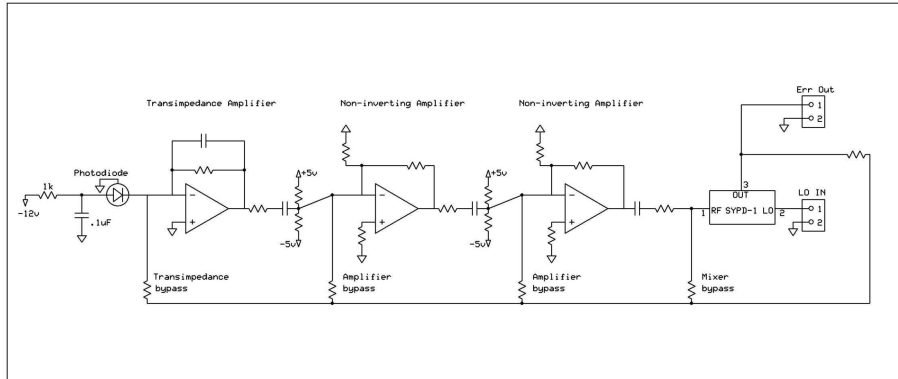 Transimpedance Amplifier
Non-inverting Amplifier
Non-inverting Amplifier
Err Out
1
2
Photodiode
1k
-12v
.1uF
-
+
+5v
-5v
-
+
+5v
-5v
-
+
3
OUT
1
RF SYPD-1 LO
2
LO IN
1
2
Transimpedance
bypass
Amplifier
bypass
Amplifier
bypass
Mixer
bypass